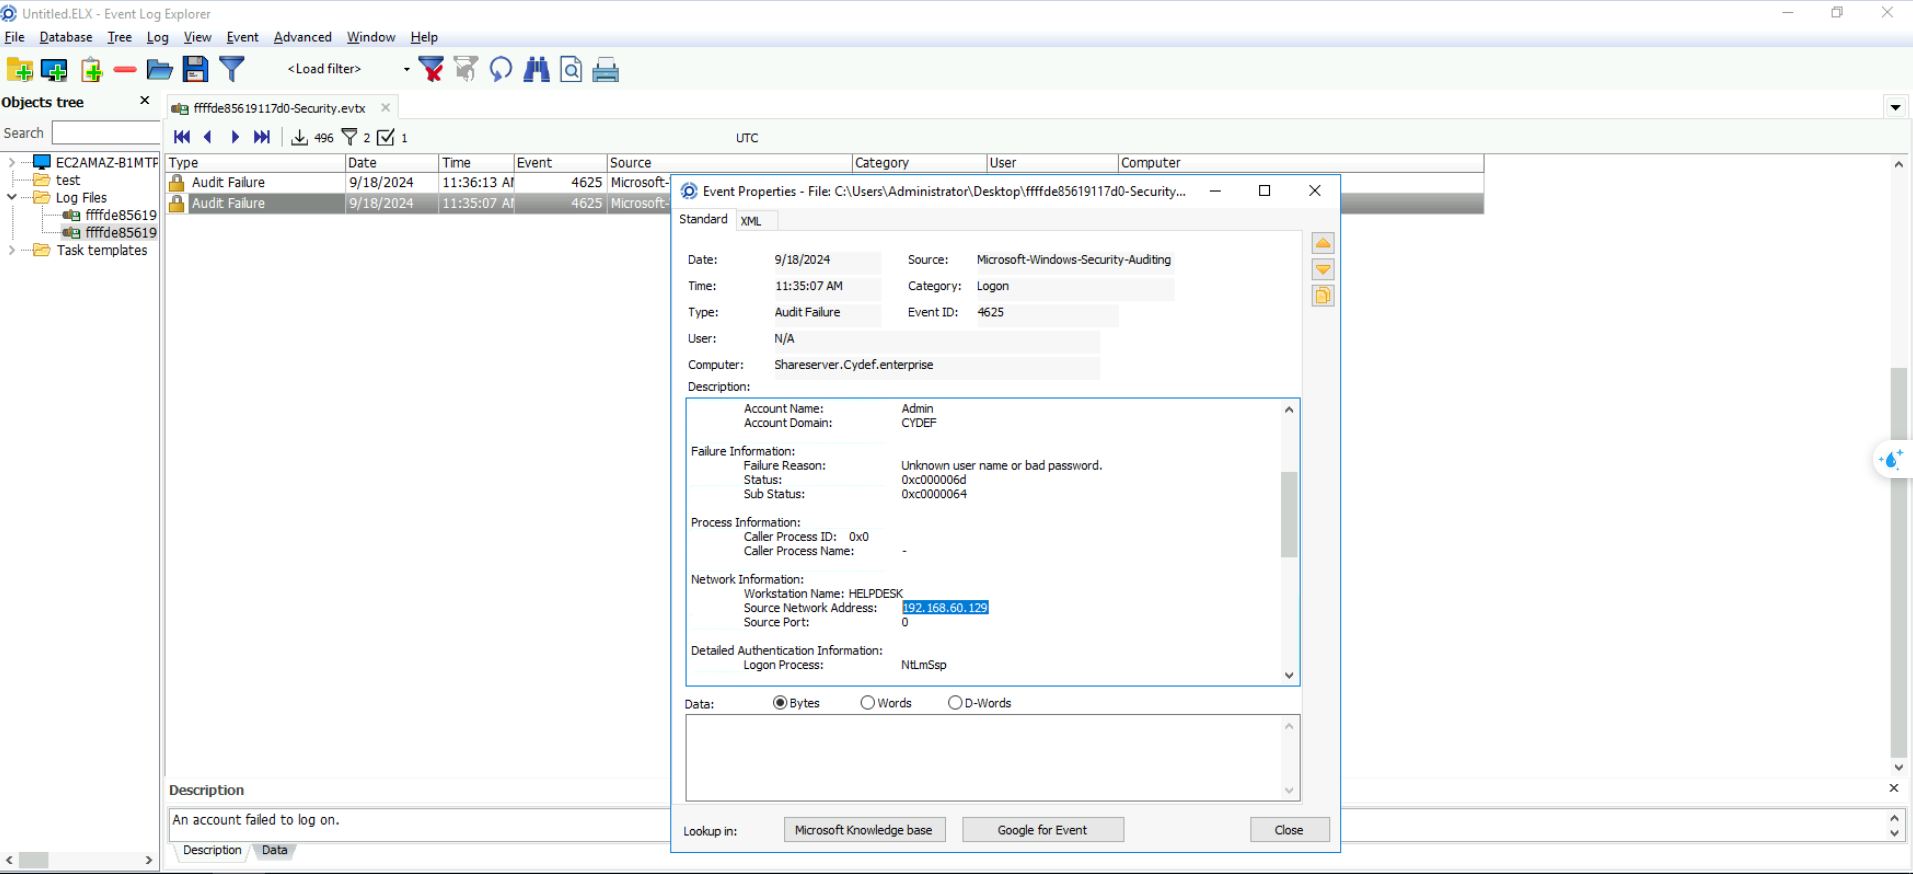 Untitled.ELX - Event Log Explorer
File Database Tree Log View Event Advanced Window Help
<Load filter>
Objects tree
Search
EC2AMAZ-B1MTP
test
Log Files
ffffde85619
ffffde85619
Task templates
ffffde85619117d0-Security.evtx
496 2 1 UTC
Type Date Time Event Source Category User Computer
Audit Failure 9/18/2024 11:36:13 AM 4625 Microsoft-
Audit Failure 9/18/2024 11:35:07 AM 4625 Microsoft-
Event Properties - File: C:\Users\Administrator\Desktop\ffffde85619117d0-Security...
Standard XML
Date: 9/18/2024 Source: Microsoft-Windows-Security-Auditing
Time: 11:35:07 AM Category: Logon
Type: Audit Failure Event ID: 4625
User: N/A
Computer: Shareserver.Cydef.enterprise
Description:
Account Name: Admin
Account Domain: CYDEF
Failure Information:
Failure Reason: Unknown user name or bad password.
Status: 0xc000006d
Sub Status: 0xc0000064
Process Information:
Caller Process ID: 0x0
Caller Process Name: -
Network Information:
Workstation Name: HELPDESK
Source Network Address: 192.168.60.129
Source Port: 0
Detailed Authentication Information:
Logon Process: NtLmSsp
Data: Bytes Words D-Words
Lookup in: Microsoft Knowledge base Google for Event Close
Description
An account failed to log on.
Description Data